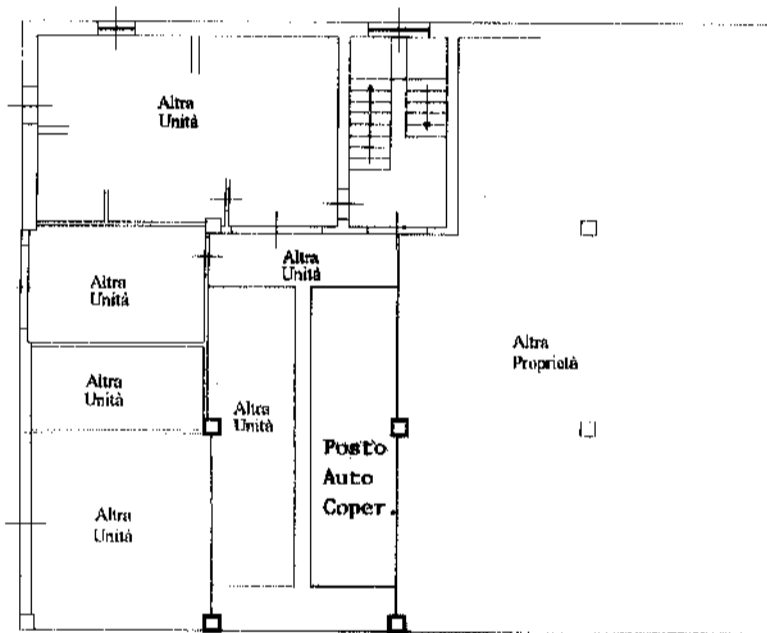 Altra
Unità
Altra
Unità
Altra
Unità
Altra
Proprietà
Altra
Unità
Altra
Unità
Posto
Auto
Coper.
Altra
Unità